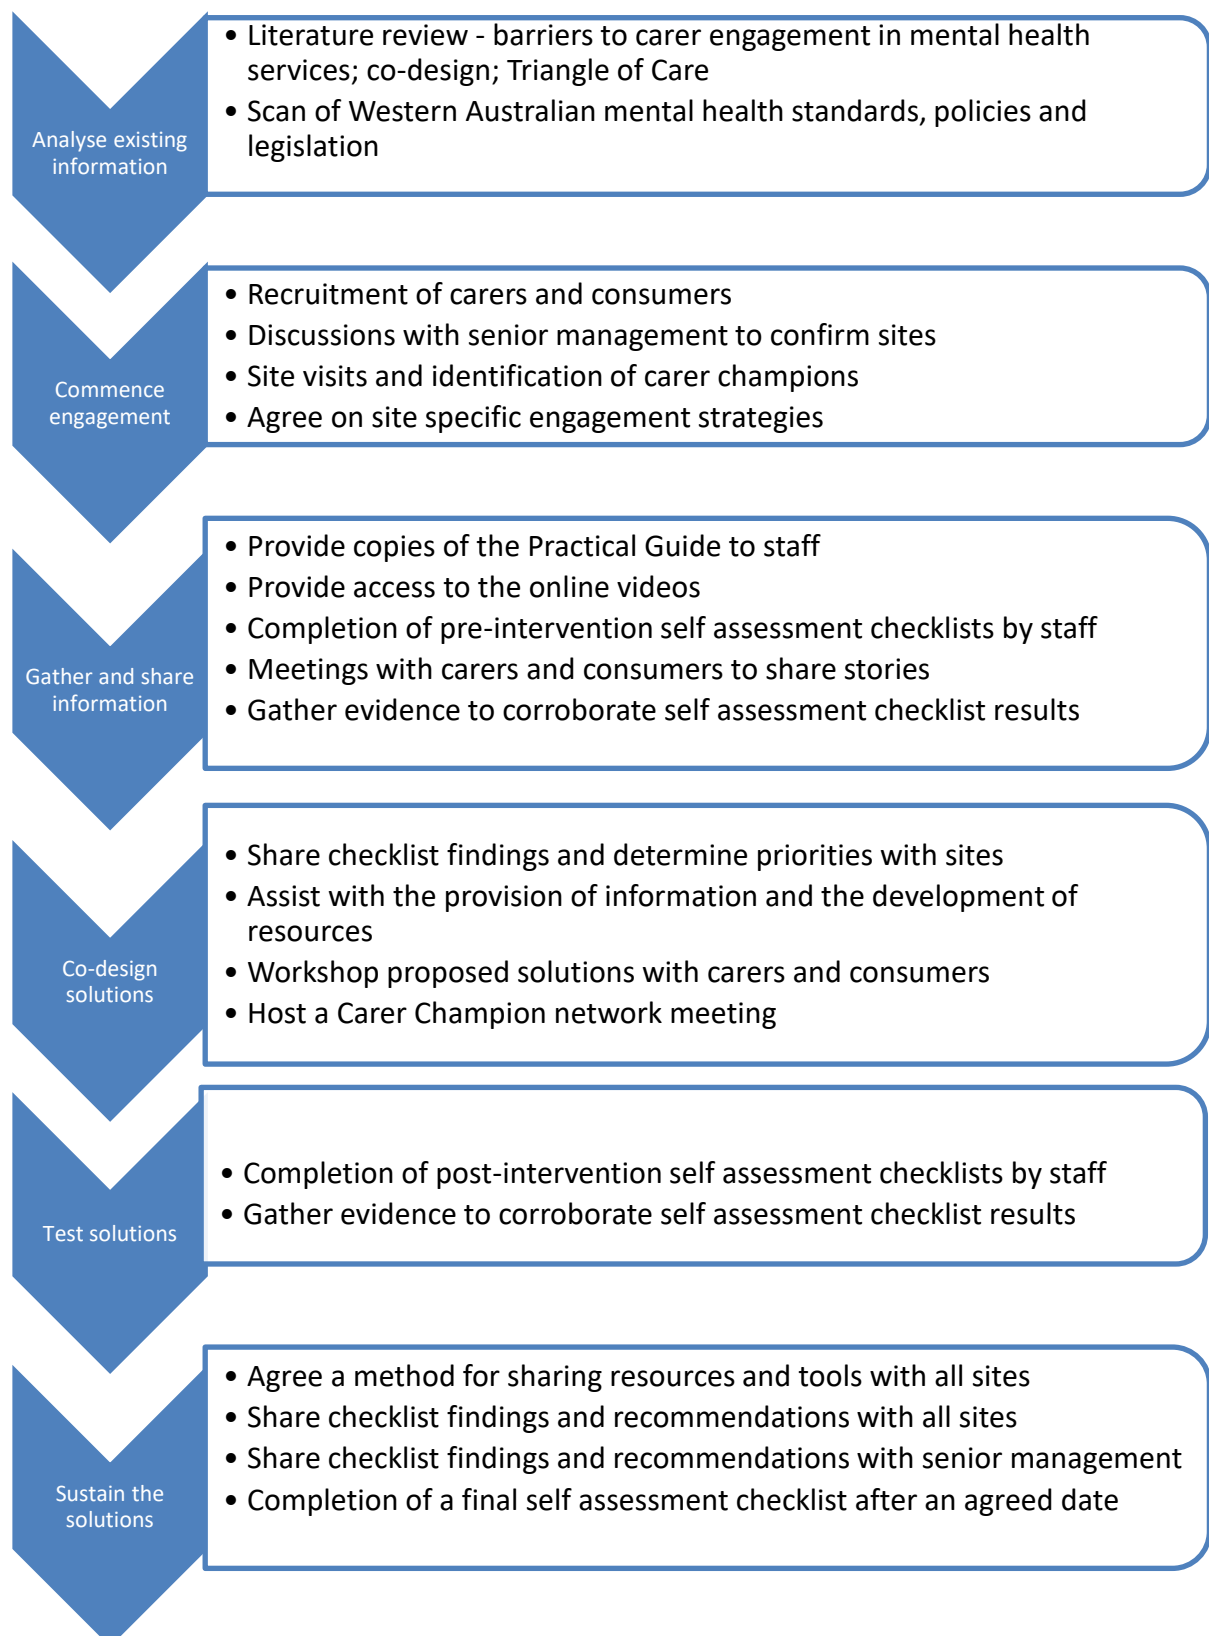 • Literature review - barriers to carer engagement in mental health
services; co-design; Triangle of Care
• Scan of Western Australian mental health standards, policies and
legislation
Analyse existing
information
• Recruitment of carers and consumers
• Discussions with senior management to confirm sites
• Site visits and identification of carer champions
• Agree on site specific engagement strategies
Commence
engagement
• Provide copies of the Practical Guide to staff
• Provide access to the online videos
• Completion of pre-intervention self assessment checklists by staff
• Meetings with carers and consumers to share stories
• Gather evidence to corroborate self assessment checklist results
Gather and share
information
• Share checklist findings and determine priorities with sites
• Assist with the provision of information and the development of
resources
• Workshop proposed solutions with carers and consumers
• Host a Carer Champion network meeting
Co-design
solutions
• Completion of post-intervention self assessment checklists by staff
• Gather evidence to corroborate self assessment checklist results
Test solutions
• Agree a method for sharing resources and tools with all sites
• Share checklist findings and recommendations with all sites
• Share checklist findings and recommendations with senior management
• Completion of a final self assessment checklist after an agreed date
Sustain the
solutions